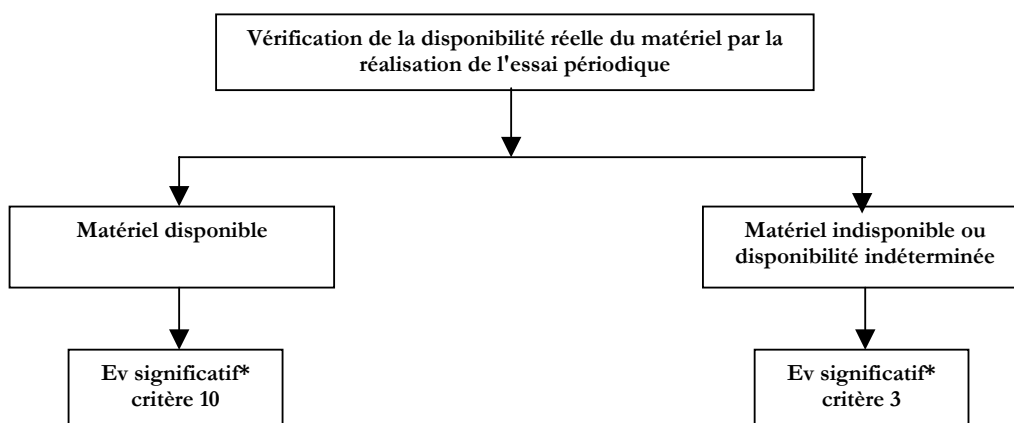 Vérification de la disponibilité réelle du matériel par la
réalisation de l'essai périodique
Matériel disponible
Matériel indisponible ou
disponibilité indéterminée
Ev significatif*
critère 10
Ev significatif*
critère 3